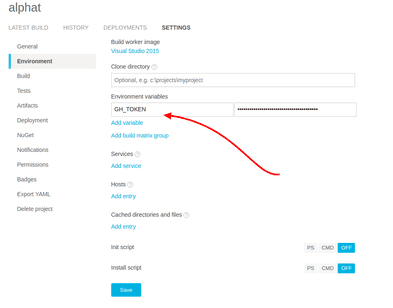 alphat
LATEST BUILD HISTORY DEPLOYMENTS SETTINGS
General
Environment
Build
Tests
Artifacts
Deployment
NuGet
Notifications
Permissions
Badges
Export YAML
Delete project
Build worker image
Visual Studio 2015
Clone directory ?
Optional, e.g. c:\projects\myproject
Environment variables
GH_TOKEN ••••••••••••••••••••••••••••••••••••••••
Add variable
Add build matrix group
Services ?
Add service
Hosts ?
Add entry
Cached directories and files ?
Add entry
Init script PS CMD OFF
Install script PS CMD OFF
Save